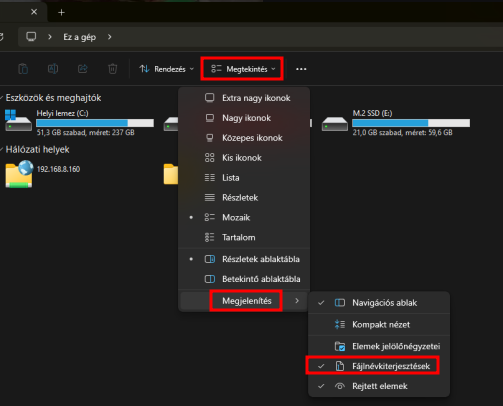 Ez a gép
Rendezés
Megtekintés
Eszközök és meghajtók
Helyi lemez (C:)
51,3 GB szabad, méret: 237 GB
M.2 SSD (E:)
21,0 GB szabad, méret: 59,6 GB
Hálózati helyek
192.168.8.160
Extra nagy ikonok
Nagy ikonok
Közepes ikonok
Kis ikonok
Lista
Részletek
Mozaik
Tartalom
Részletek ablaktábla
Betekintő ablaktábla
Megjelenítés
Navigációs ablak
Kompakt nézet
Elemek jelölőnégyzetei
Fájlnévkiterjesztések
Rejtett elemek